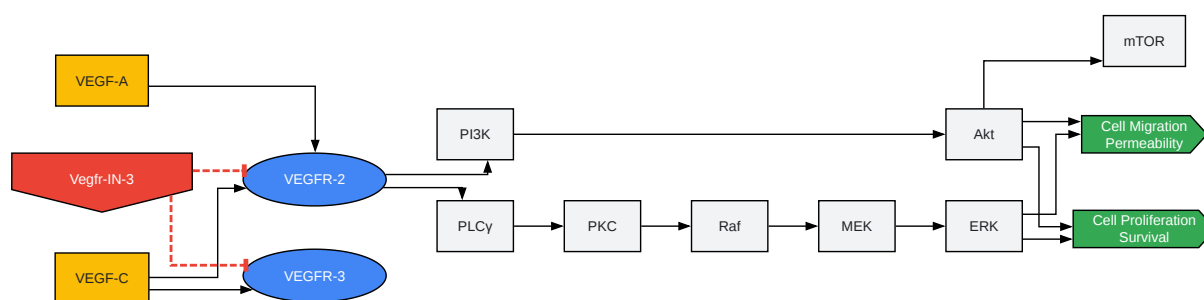 mTOR
VEGF-A
PI3K
Akt
Cell Migration
Permeability
Vegfr-IN-3
VEGFR-2
PLCγ
PKC
Raf
MEK
ERK
Cell Proliferation
Survival
VEGF-C
VEGFR-3